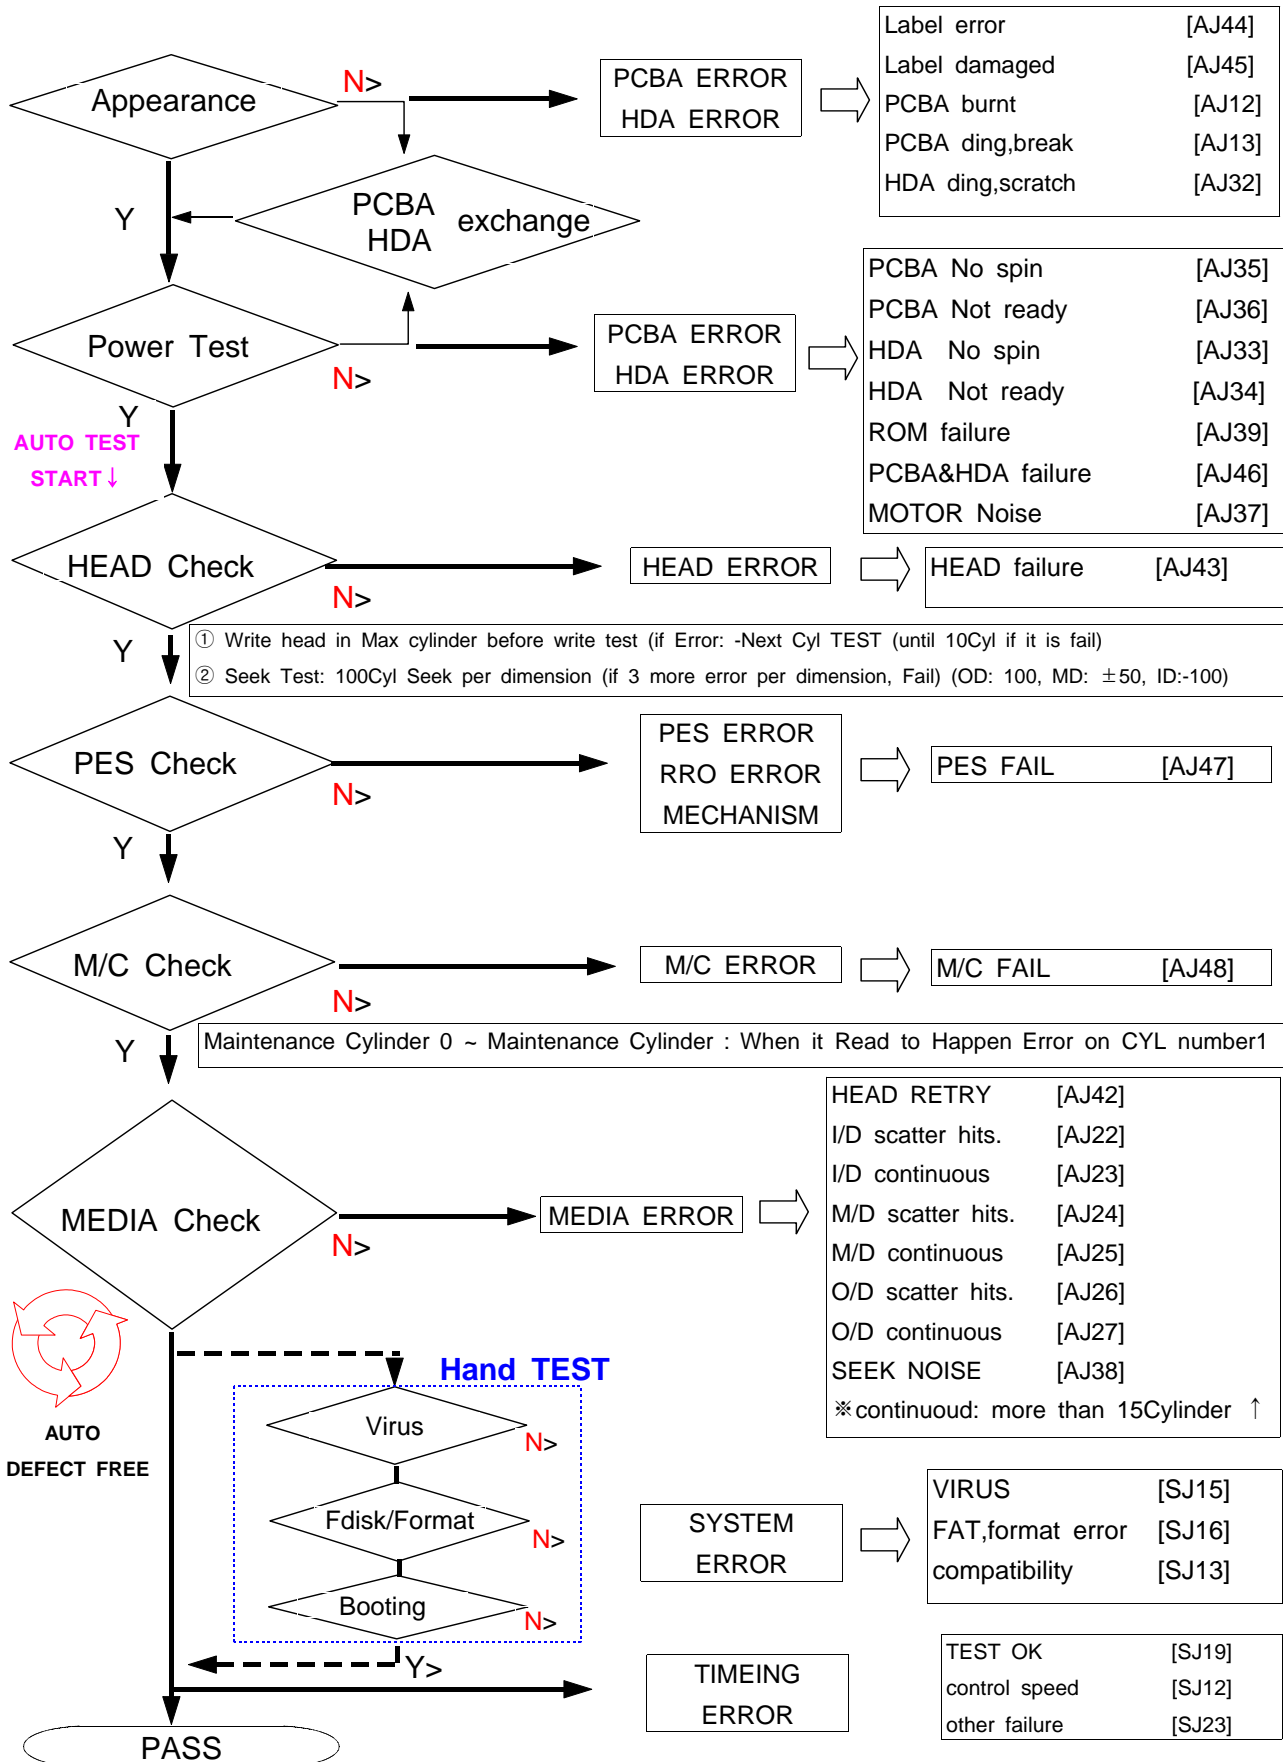 Appearance
N>
PCBA ERROR
HDA ERROR
Label error [AJ44]
Label damaged [AJ45]
PCBA burnt [AJ12]
PCBA ding,break [AJ13]
HDA ding,scratch [AJ32]
Y
PCBA
HDA
exchange
Power Test
N>
PCBA ERROR
HDA ERROR
PCBA No spin [AJ35]
PCBA Not ready [AJ36]
HDA No spin [AJ33]
HDA Not ready [AJ34]
ROM failure [AJ39]
PCBA&HDA failure [AJ46]
MOTOR Noise [AJ37]
Y
AUTO TEST
START↓
HEAD Check
N>
HEAD ERROR
HEAD failure [AJ43]
Y
① Write head in Max cylinder before write test (if Error: -Next Cyl TEST (until 10Cyl if it is fail)
② Seek Test: 100Cyl Seek per dimension (if 3 more error per dimension, Fail) (OD: 100, MD: ±50, ID:-100)
PES Check
N>
PES ERROR
RRO ERROR
MECHANISM
PES FAIL [AJ47]
Y
M/C Check
N>
M/C ERROR
M/C FAIL [AJ48]
Y
Maintenance Cylinder 0 ~ Maintenance Cylinder : When it Read to Happen Error on CYL number1
MEDIA Check
N>
MEDIA ERROR
HEAD RETRY [AJ42]
I/D scatter hits. [AJ22]
I/D continuous [AJ23]
M/D scatter hits. [AJ24]
M/D continuous [AJ25]
O/D scatter hits. [AJ26]
O/D continuous [AJ27]
SEEK NOISE [AJ38]
※continuoud: more than 15Cylinder ↑
AUTO
DEFECT FREE
Hand TEST
Virus
N>
Fdisk/Format
N>
Booting
N>
Y>
SYSTEM
ERROR
VIRUS [SJ15]
FAT,format error [SJ16]
compatibility [SJ13]
TIMEING
ERROR
TEST OK [SJ19]
control speed [SJ12]
other failure [SJ23]
PASS